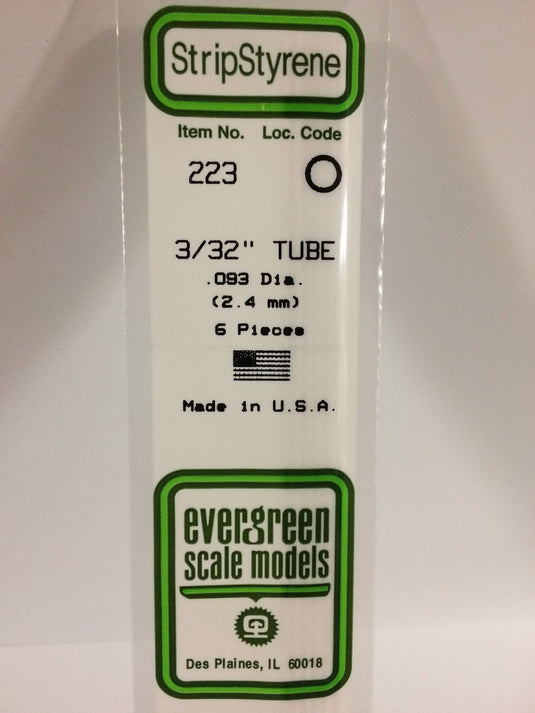 StripStyrene
Item No. Loc. Code
223 O
3/32" TUBE
.093 Dia.
(2.4 mm)
6 Pieces
Made in U.S.A.
evergreen
scale models
Des Plaines, IL 60018